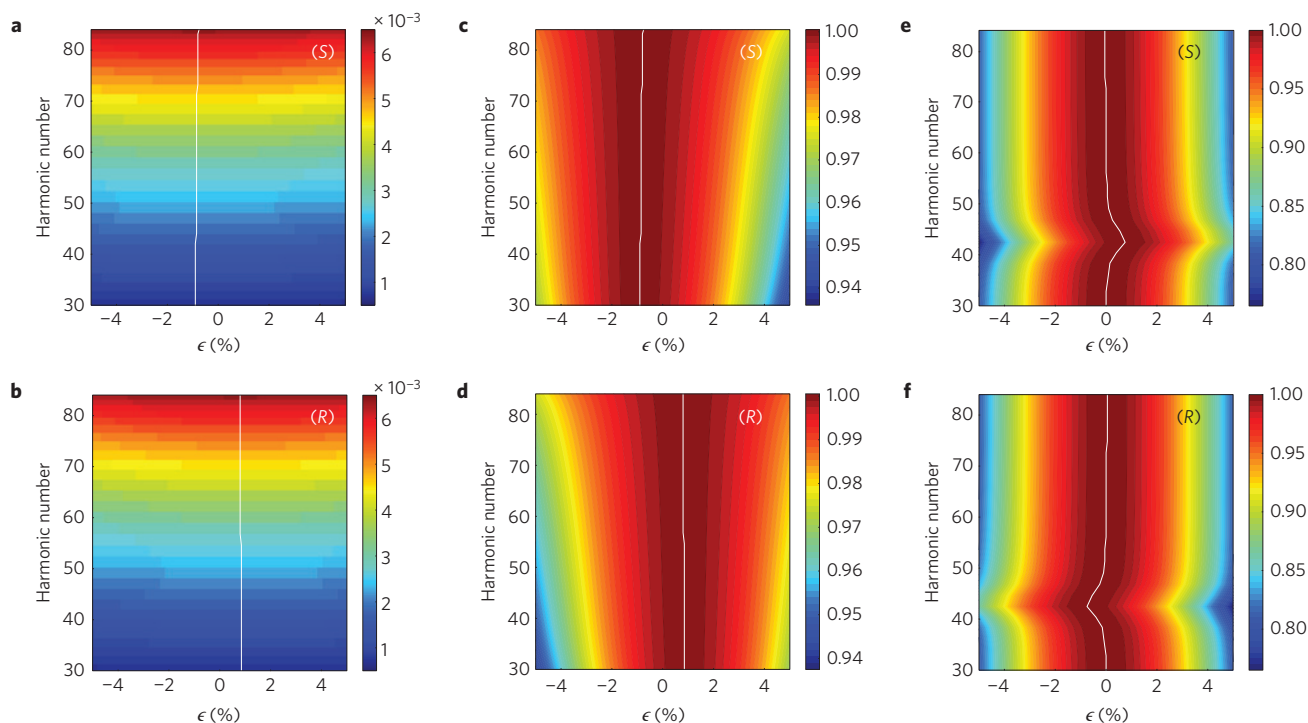 a
× 10⁻³
(S)
Harmonic number
80
70
60
50
40
30
−4 −2 0 2 4
ϵ (%)
6
5
4
3
2
1
c
(S)
Harmonic number
80
70
60
50
40
30
−4 −2 0 2 4
ϵ (%)
1.00
0.99
0.98
0.97
0.96
0.95
0.94
e
(S)
Harmonic number
80
70
60
50
40
30
−4 −2 0 2 4
ϵ (%)
1.00
0.95
0.90
0.85
0.80
b
× 10⁻³
(R)
Harmonic number
80
70
60
50
40
30
−4 −2 0 2 4
ϵ (%)
6
5
4
3
2
1
d
(R)
Harmonic number
80
70
60
50
40
30
−4 −2 0 2 4
ϵ (%)
1.00
0.99
0.98
0.97
0.96
0.95
0.94
f
(R)
Harmonic number
80
70
60
50
40
30
−4 −2 0 2 4
ϵ (%)
1.00
0.95
0.90
0.85
0.80